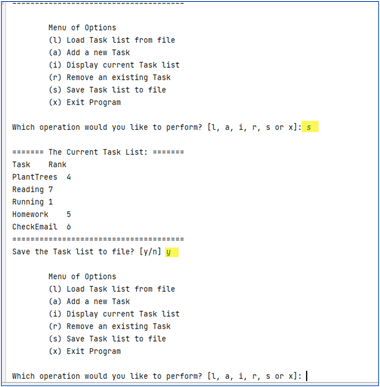 ======================================
Menu of Options
(l) Load Task list from file
(a) Add a new Task
(i) Display current Task list
(r) Remove an existing Task
(s) Save Task list to file
(x) Exit Program
Which operation would you like to perform? [l, a, i, r, s or x]: s
======= The Current Task List: =======
Task    Rank
PlantTrees  4
Reading 7
Running 1
Homework    5
CheckEmail  6
======================================
Save the Task list to file? [y/n] y
Menu of Options
(l) Load Task list from file
(a) Add a new Task
(i) Display current Task list
(r) Remove an existing Task
(s) Save Task list to file
(x) Exit Program
Which operation would you like to perform? [l, a, i, r, s or x]: